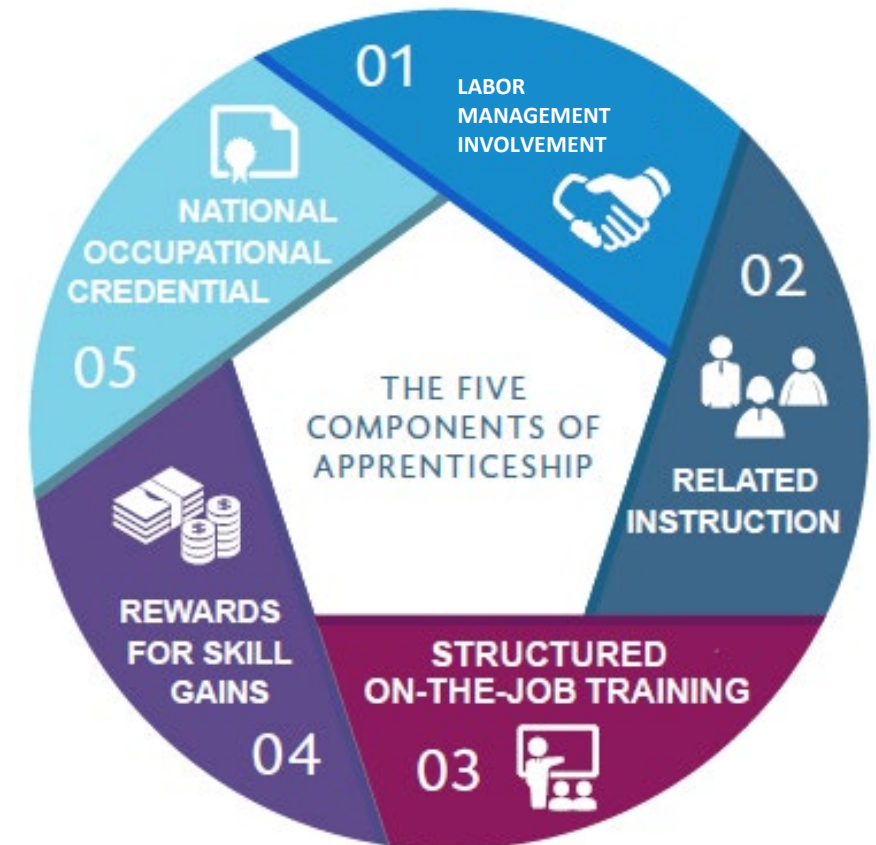 01
LABOR
MANAGEMENT
INVOLVEMENT
02
RELATED
INSTRUCTION
STRUCTURED
ON-THE-JOB TRAINING
03
REWARDS
FOR SKILL
GAINS
04
NATIONAL
OCCUPATIONAL
CREDENTIAL
05
THE FIVE
COMPONENTS OF
APPRENTICESHIP